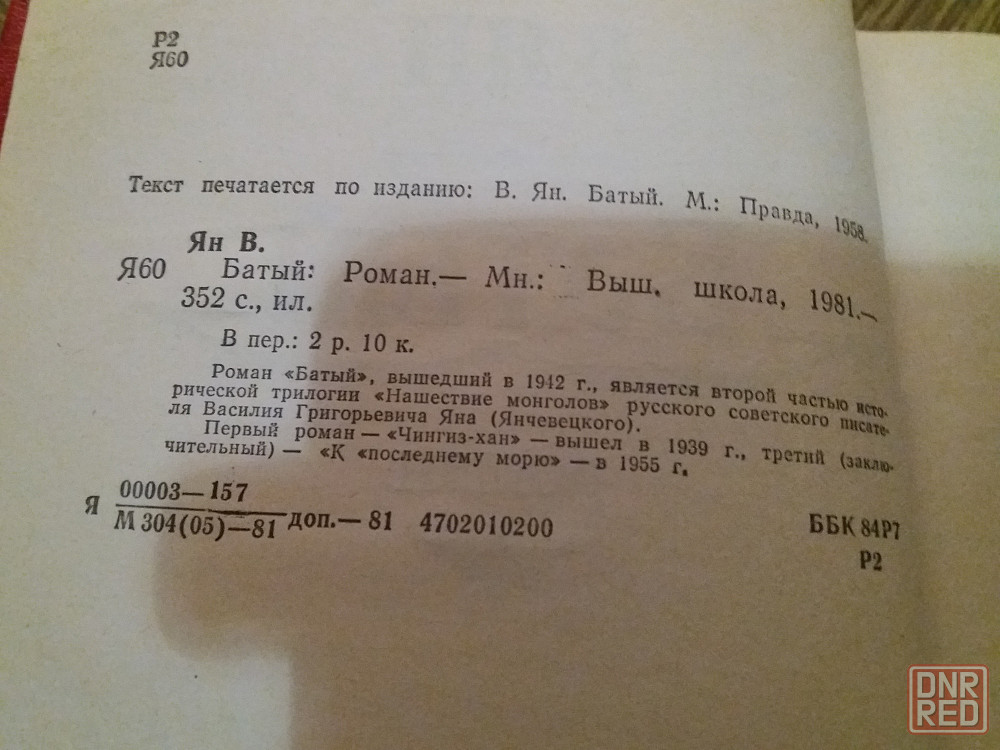 Р2
Я60
Текст печатается по изданию: В. Ян. Батый. М.: Правда, 1958.
Ян В.
Я60 Батый: Роман.— Мн.: Выш. школа, 1981.—
352 с., ил.
В пер.: 2 р. 10 к.
Роман «Батый», вышедший в 1942 г., является второй частью исто-
рической трилогии «Нашествие монголов» русского советского писате-
ля Василия Григорьевича Яна (Янчевецкого).
Первый роман — «Чингиз-хан» — вышел в 1939 г., третий (заклю-
чительный) — «К «последнему морю» — в 1955 г.
00003—157
Я М 304(05)—81 доп.— 81 4702010200 ББК 84Р7
Р2
DNR
RED